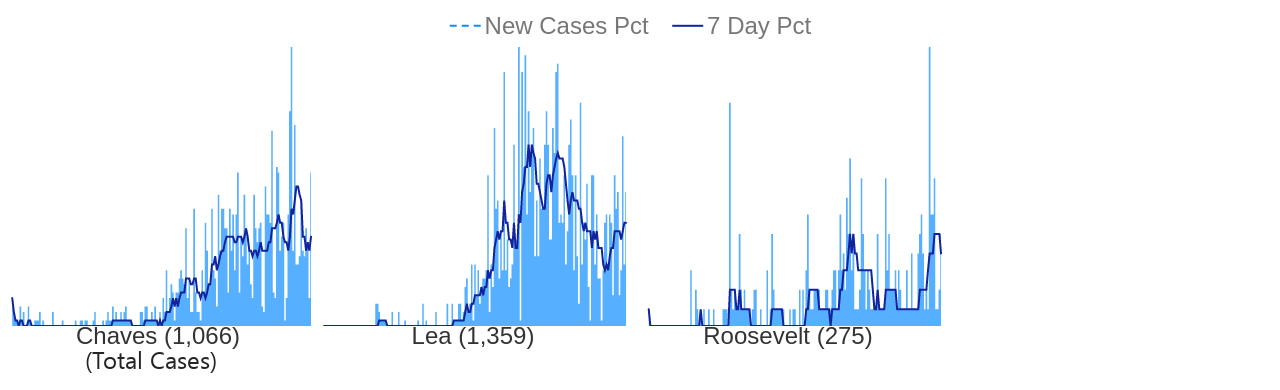 New Cases Pct 7 Day Pct
Chaves (1,066) Lea (1,359) Roosevelt (275)
(Total Cases)